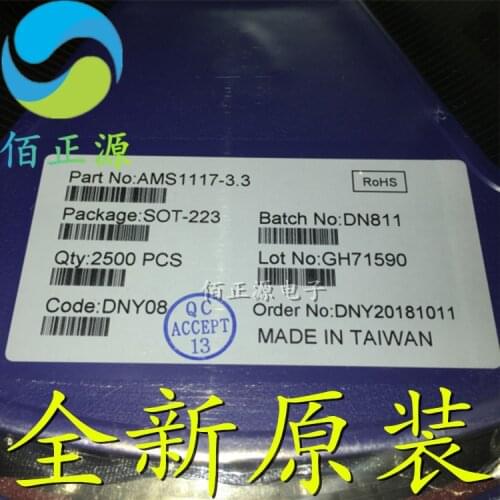 佰正源
Part No:AMS1117-3.3
RoHS
Package:SOT-223
Batch No:DN811
Qty:2500 PCS
Lot No:GH71590
佰正源电子
Code:DNY08
QC
ACCEPT
13
Order No:DNY20181011
MADE IN TAIWAN
全新原装